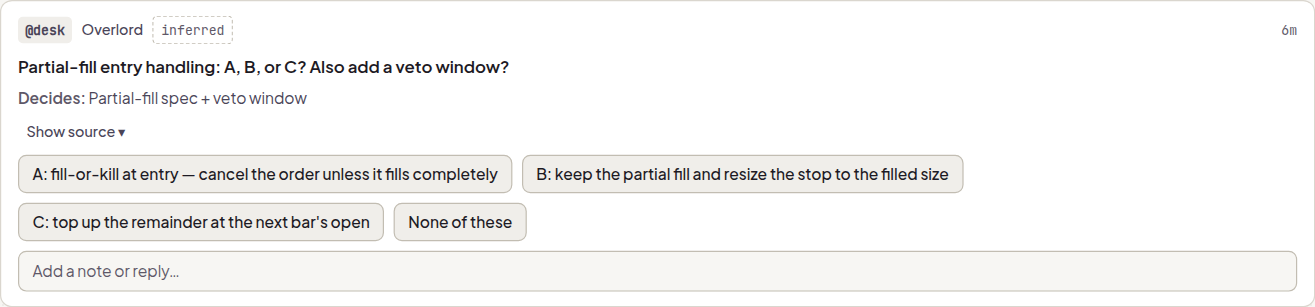 @desk Overlord inferred 6m
Partial-fill entry handling: A, B, or C? Also add a veto window?
Decides: Partial-fill spec + veto window
Show source ▾
A: fill-or-kill at entry — cancel the order unless it fills completely B: keep the partial fill and resize the stop to the filled size
C: top up the remainder at the next bar's open None of these
Add a note or reply...